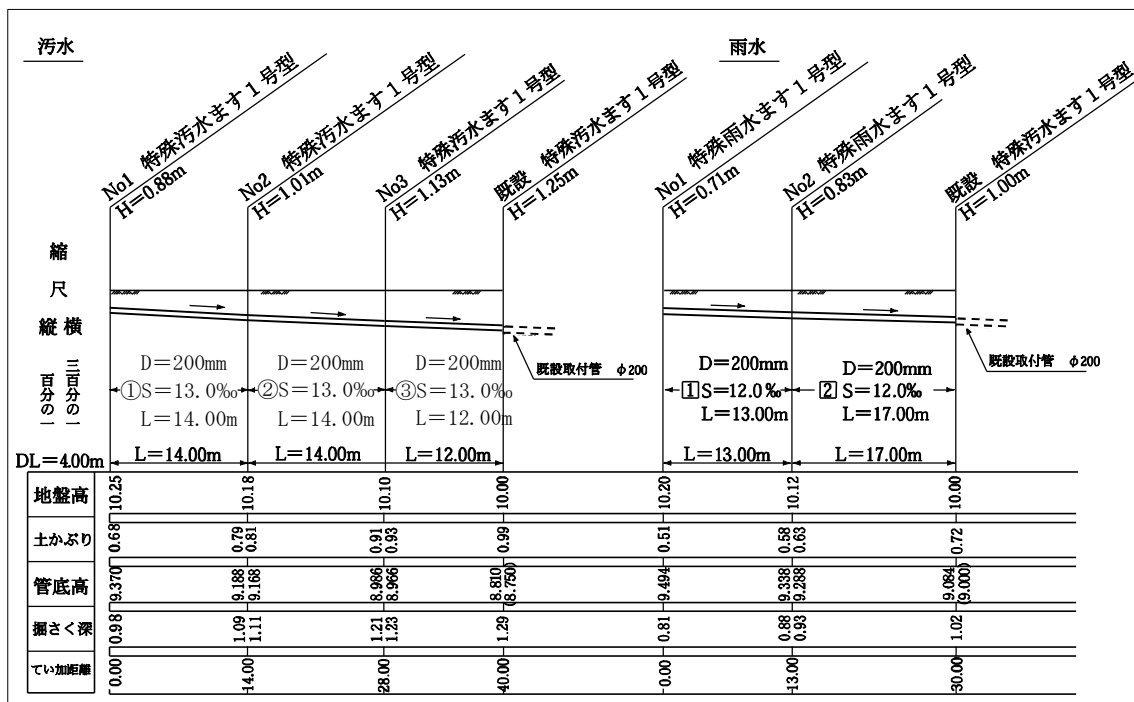 汚水
雨水
No1 特殊汚水ます1号型
H=0.88m
No2 特殊汚水ます1号型
H=1.01m
No3 特殊汚水ます1号型
H=1.13m
既設 特殊汚水ます1号型
H=1.25m
No1 特殊雨水ます1号型
H=0.71m
No2 特殊雨水ます1号型
H=0.83m
既設 特殊汚水ます1号型
H=1.00m
縮尺
横 三百分の一
縦 百分の一
D=200mm
①S=13.0‰
L=14.00m
D=200mm
②S=13.0‰
L=14.00m
D=200mm
③S=13.0‰
L=12.00m
既設取付管 φ200
D=200mm
1 S=12.0‰
L=13.00m
D=200mm
2 S=12.0‰
L=17.00m
既設取付管 φ200
DL=4.00m
L=14.00m L=14.00m L=12.00m L=13.00m L=17.00m
地盤高 10.25 10.18 10.10 10.00 10.20 10.12 10.00
土かぶり 0.68 0.79 0.81 0.91 0.93 0.99 0.51 0.58 0.63 0.72
管底高 9.370 9.188 9.168 8.986 8.966 8.810 (8.750) 9.494 9.338 9.288 9.084 (9.000)
掘さく深 0.98 1.09 1.11 1.21 1.23 1.29 0.81 0.88 0.93 1.02
てい加距離 0.00 14.00 28.00 40.00 0.00 13.00 30.00